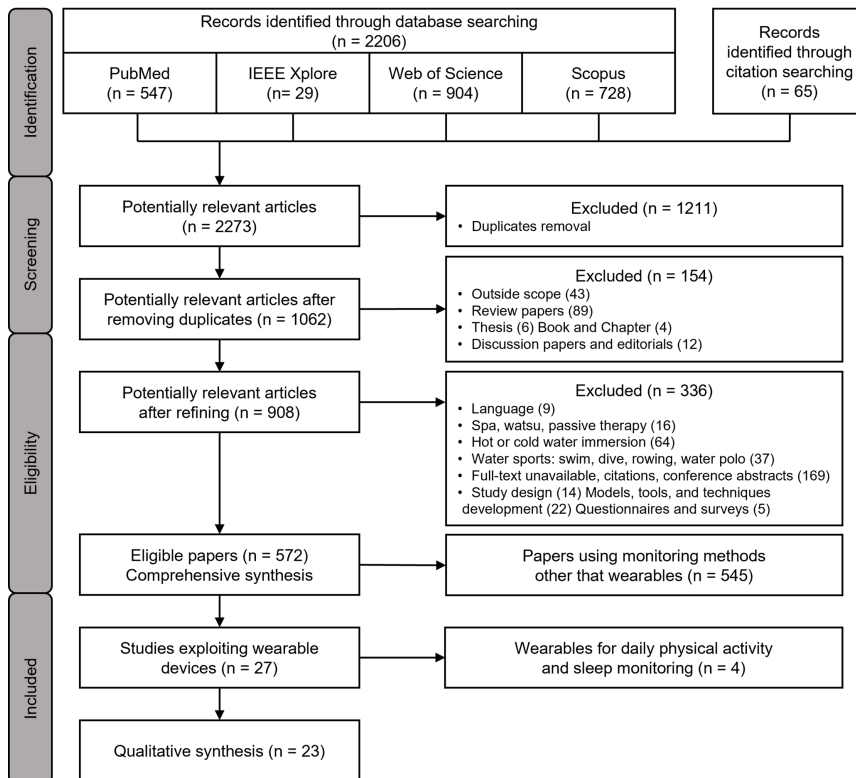 Identification
Records identified through database searching
(n = 2206)
PubMed
(n = 547)
IEEE Xplore
(n= 29)
Web of Science
(n = 904)
Scopus
(n = 728)
Records
identified through
citation searching
(n = 65)
Screening
Potentially relevant articles
(n = 2273)
Excluded (n = 1211)
• Duplicates removal
Potentially relevant articles after
removing duplicates (n = 1062)
Excluded (n = 154)
• Outside scope (43)
• Review papers (89)
• Thesis (6) Book and Chapter (4)
• Discussion papers and editorials (12)
Eligibility
Potentially relevant articles
after refining (n = 908)
Excluded (n = 336)
• Language (9)
• Spa, watsu, passive therapy (16)
• Hot or cold water immersion (64)
• Water sports: swim, dive, rowing, water polo (37)
• Full-text unavailable, citations, conference abstracts (169)
• Study design (14) Models, tools, and techniques
development (22) Questionnaires and surveys (5)
Eligible papers (n = 572)
Comprehensive synthesis
Papers using monitoring methods
other that wearables (n = 545)
Included
Studies exploiting wearable
devices (n = 27)
Wearables for daily physical activity
and sleep monitoring (n = 4)
Qualitative synthesis (n = 23)